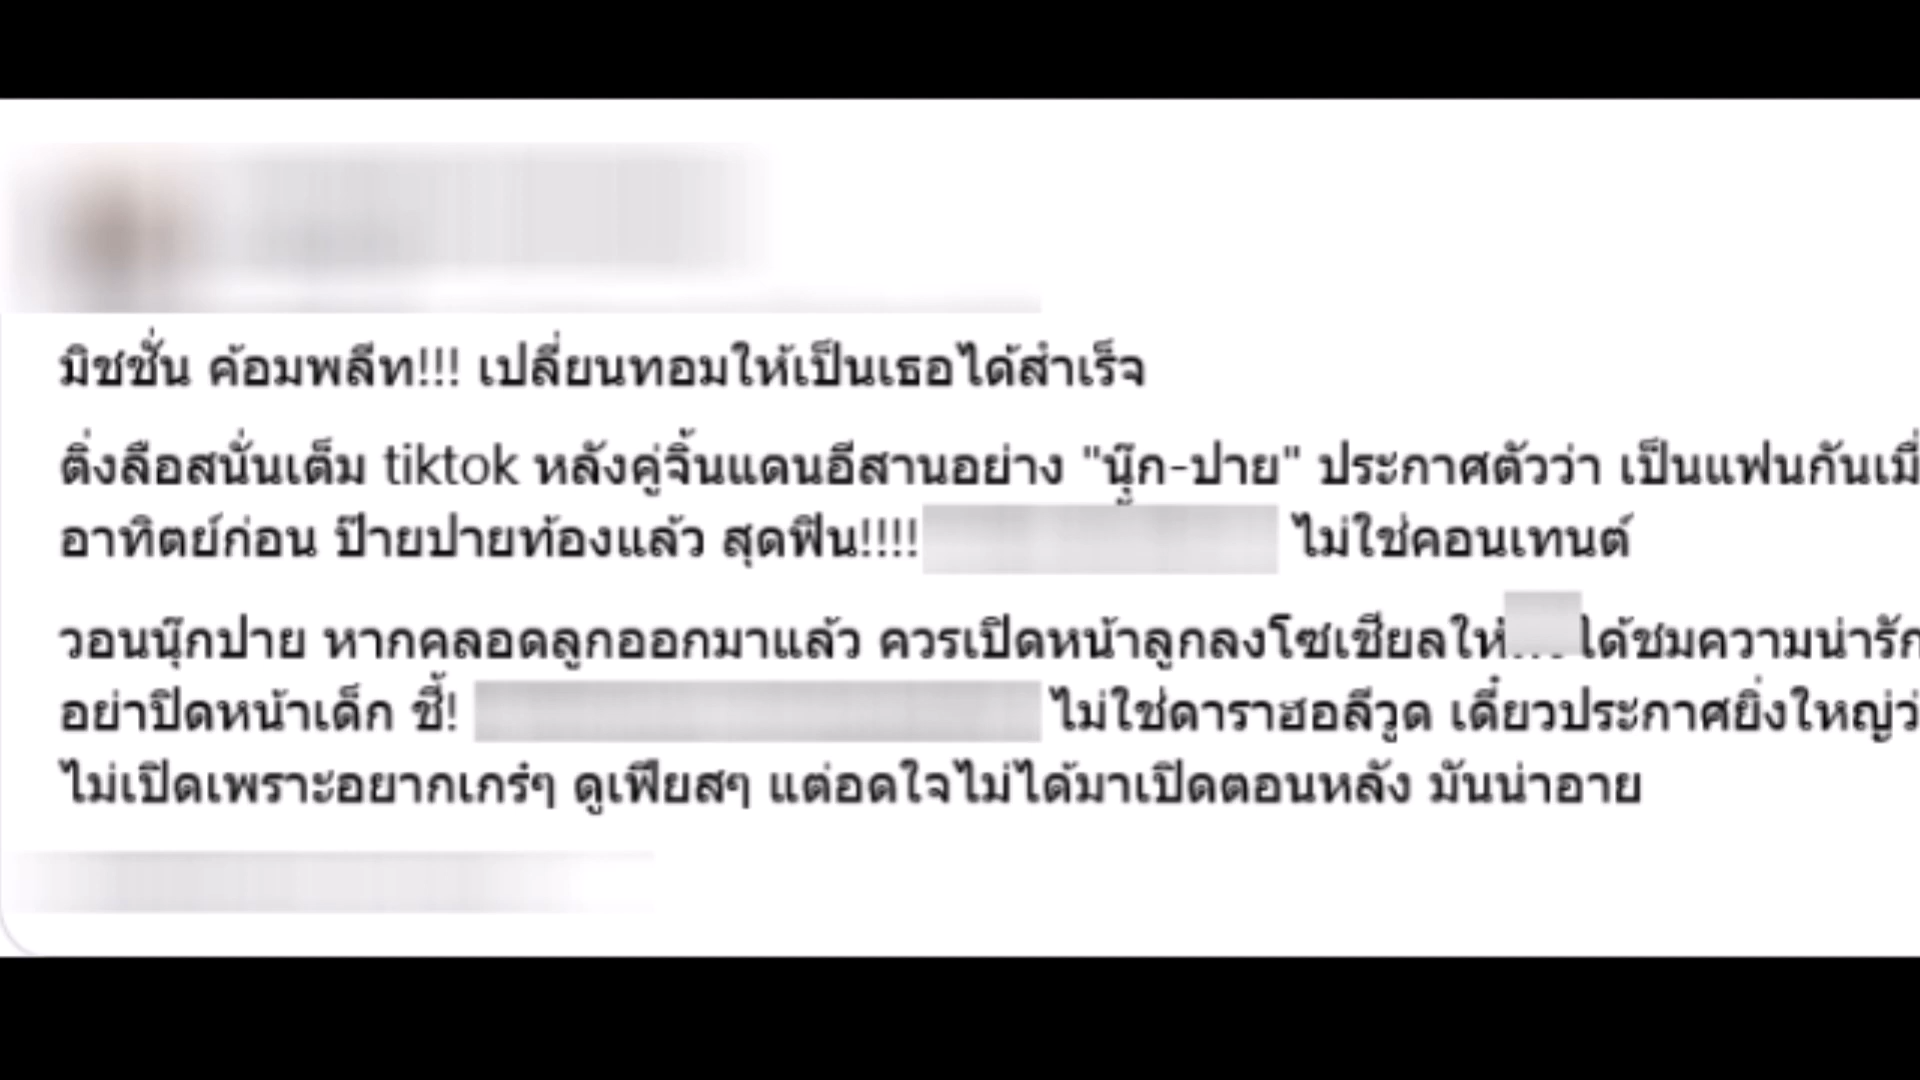 มิชชั่น ค้อมพลีท!!! เปลี่ยนทอมให้เป็นเธอได้สำเร็จ
ติ่งลือสนั่นเต็ม tiktok หลังคู่จิ้นแดนอีสานอย่าง "นุ๊ก-ปาย" ประกาศตัวว่า เป็นแฟนกันเมื่
อาทิตย์ก่อน ป๊ายปายท้องแล้ว สุดฟิน!!!! ไม่ใช่คอนเทนต์
วอนนุ๊กปาย หากคลอดลูกออกมาแล้ว ควรเปิดหน้าลูกลงโซเชียลให้ ได้ชมความน่ารัก
อย่าปิดหน้าเด็ก ชี้! ไม่ใช่ดาราฮอลีวูด เดี๋ยวประกาศยิ่งใหญ่ว่
ไม่เปิดเพราะอยากเกร๋ๆ ดูเฟียสๆ แต่อดใจไม่ได้มาเปิดตอนหลัง มันน่าอาย